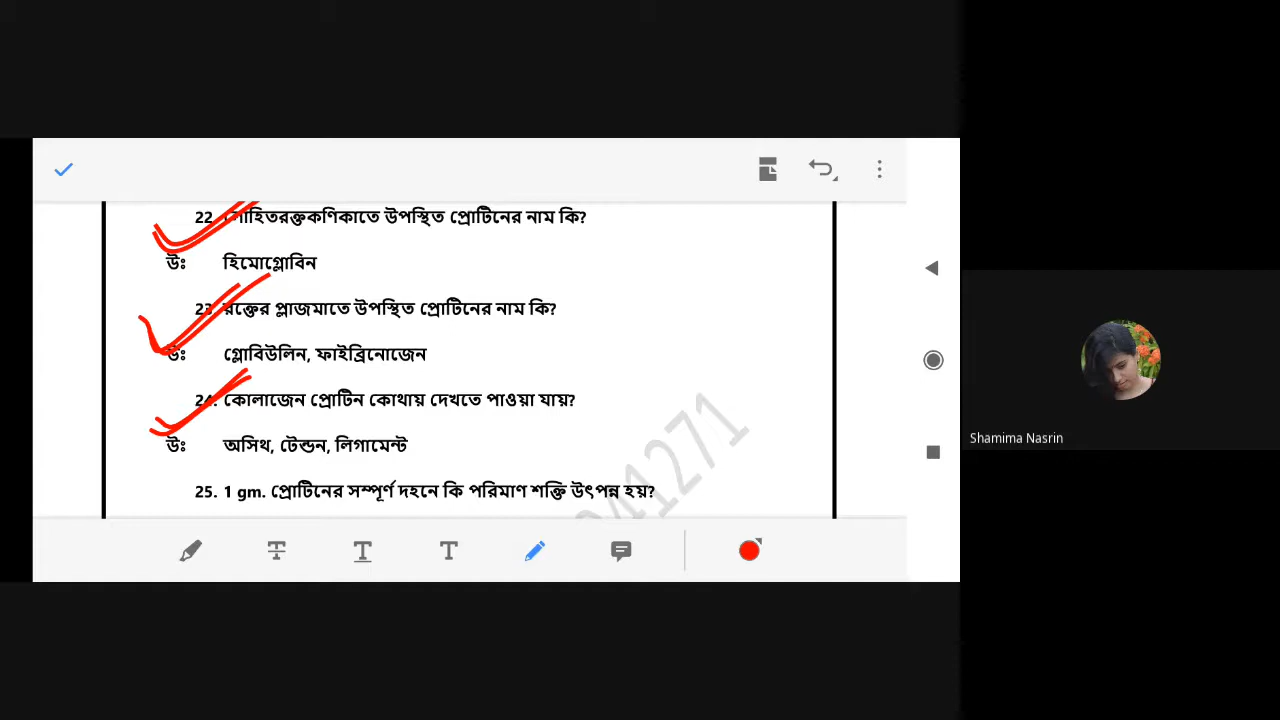 22. লোহিতরক্তকণিকাতে উপস্থিত প্রোটিনের নাম কি?
উঃ হিমোগ্লোবিন
23. রক্তের প্লাজমাতে উপস্থিত প্রোটিনের নাম কি?
উঃ গ্লোবিউলিন, ফাইব্রিনোজেন
24. কোলাজেন প্রোটিন কোথায় দেখতে পাওয়া যায়?
উঃ অসিথ, টেন্ডন, লিগামেন্ট
25. 1 gm. প্রোটিনের সম্পূর্ণ দহনে কি পরিমাণ শক্তি উৎপন্ন হয়?
41271
Shamima Nasrin